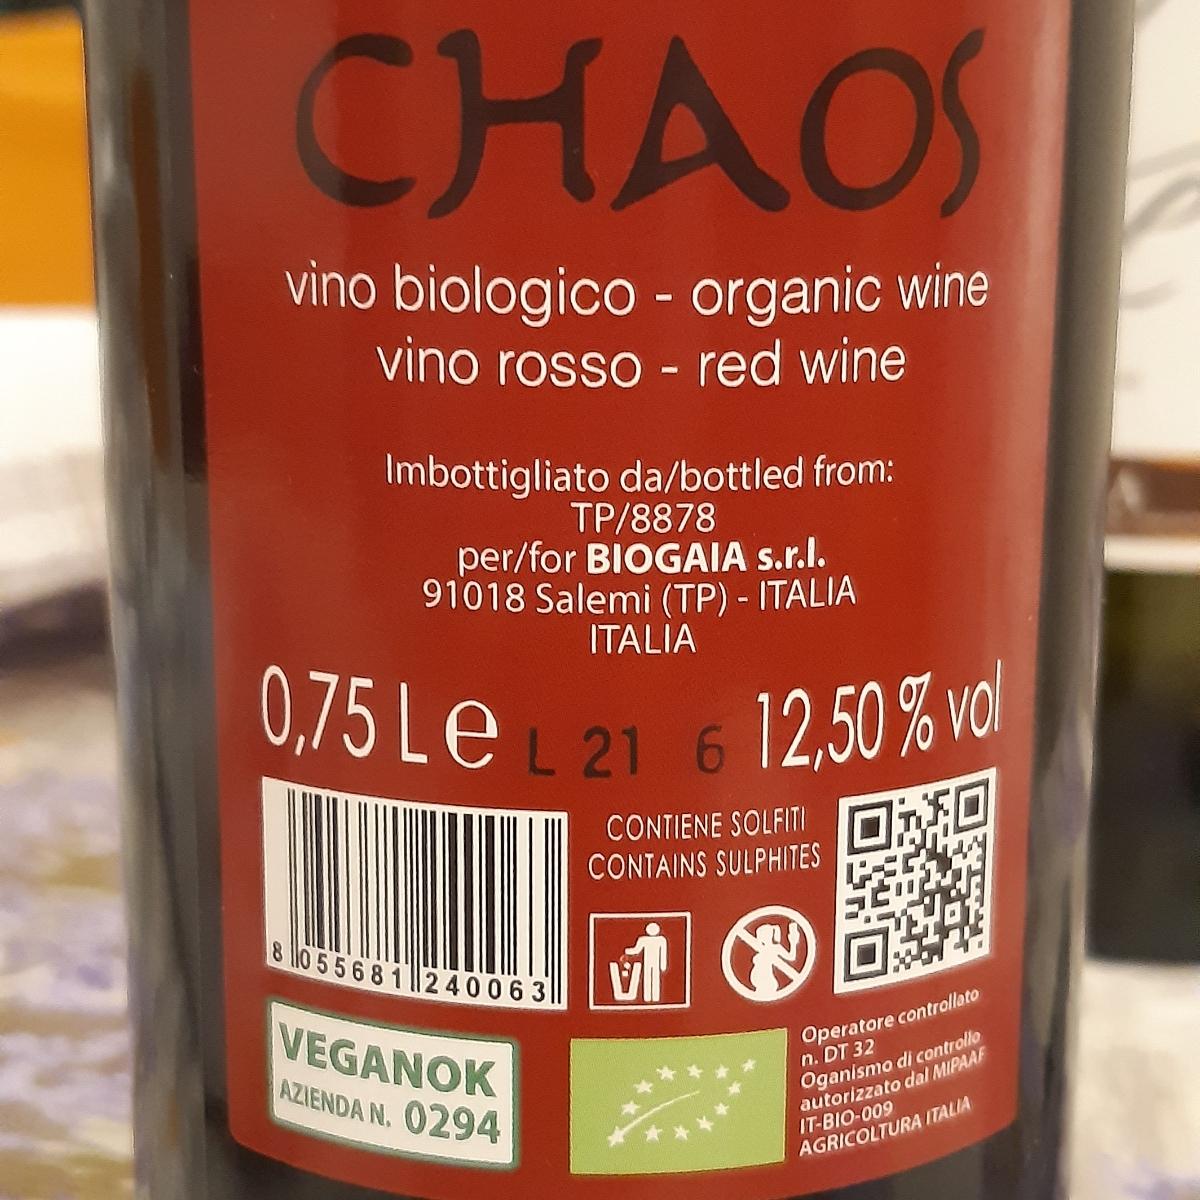 CHAOS
vino biologico - organic wine
vino rosso - red wine
Imbottigliato da/bottled from:
TP/8878
per/for BIOGAIA s.r.l.
91018 Salemi (TP) - ITALIA
ITALIA
0,75 L e L 21 6 12,50 % vol
CONTIENE SOLFITI
CONTAINS SULPHITES
8 055681 240063
VEGANOK
AZIENDA N. 0294
Operatore controllato
n. DT 32
Oganismo di controllo
autorizzato dal MIPAAF
IT-BIO-009
AGRICOLTURA ITALIA